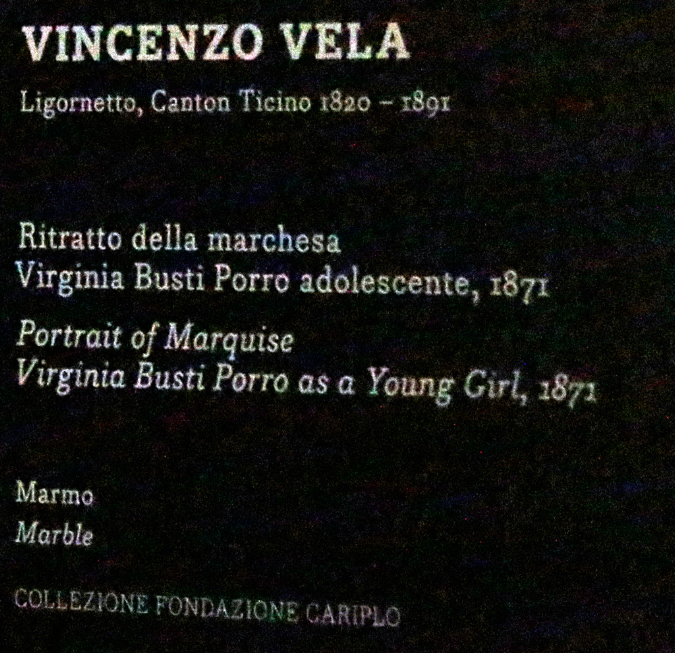 VINCENZO VELA
Ligornetto, Canton Ticino 1820 – 1891
Ritratto della marchesa
Virginia Busti Porro adolescente, 1871
Portrait of Marquise
Virginia Busti Porro as a Young Girl, 1871
Marmo
Marble
COLLEZIONE FONDAZIONE CARIPLO